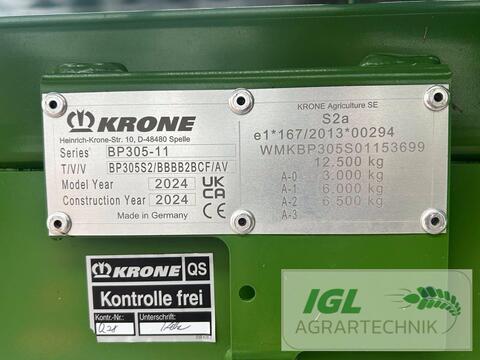 KRONE
Heinrich-Krone-Str. 10, D-48480 Spelle
Series BP305-11
T/V/V BP305S2/BBBB2BCF/AV
Model Year 2024
Construction Year 2024
UK
CA
Made in Germany
KRONE Agriculture SE
S2a
e1*167/2013*00294
WMKBP305S01153699
12.500 kg
A-0 3.000 kg
A-1 6.000 kg
A-2 6.500 kg
A-3
KRONE QS
Kontrolle frei
Kontr.-Nr.: Unterschrift:
IGL
AGRARTECHNIK